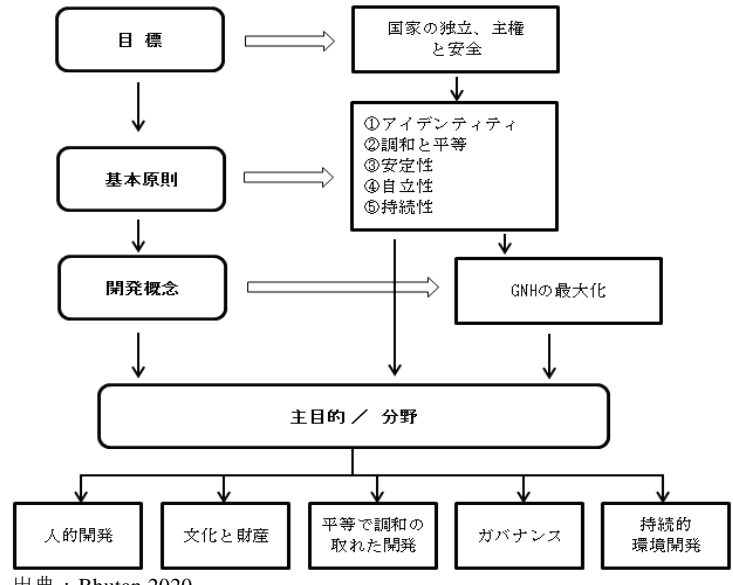 目 標
国家の独立、主権
と安全
①アイデンティティ
②調和と平等
③安定性
④自立性
⑤持続性
基本原則
開発概念
GNHの最大化
主目的 ／ 分野
人的開発
文化と財産
平等で調和の
取れた開発
ガバナンス
持続的
環境開発
出典：Bhutan 2020